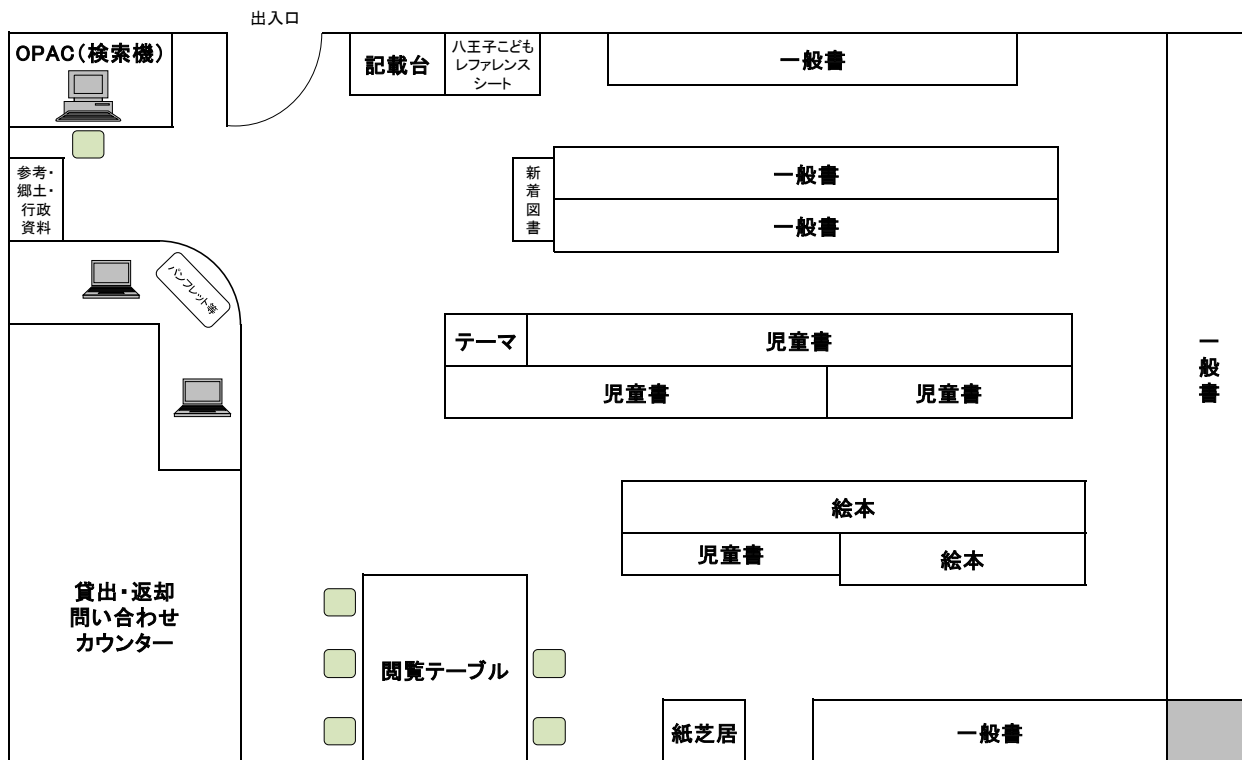 出入口
OPAC(検索機)
記載台
八王子こども
レファレンス
シート
一般書
参考・
郷土・
行政
資料
新着図書
一般書
一般書
パンフレット等
テーマ
児童書
児童書
児童書
一般書
絵本
児童書
絵本
貸出・返却
問い合わせ
カウンター
閲覧テーブル
紙芝居
一般書